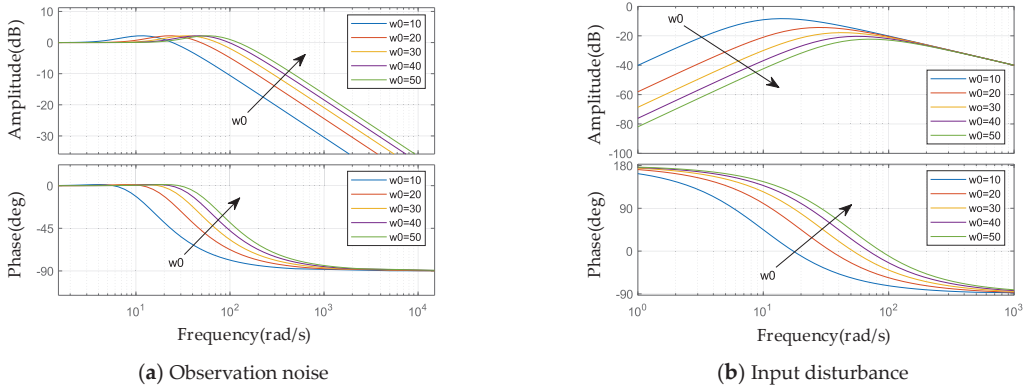 10
0
-10
-20
-30
Amplitude(dB)
w0
w0=10
w0=20
w0=30
w0=40
w0=50
0
-45
-90
Phase(deg)
w0
w0=10
w0=20
w0=30
w0=40
w0=50
10^1
10^2
10^3
10^4
Frequency(rad/s)
(a) Observation noise
0
-20
-40
-60
-80
-100
Amplitude(dB)
w0
w0=10
w0=20
wo=30
w0=40
w0=50
180
90
0
-90
Phase(deg)
w0
w0=10
w0=20
wo=30
w0=40
w0=50
10^0
10^1
10^2
10^3
Frequency(rad/s)
(b) Input disturbance